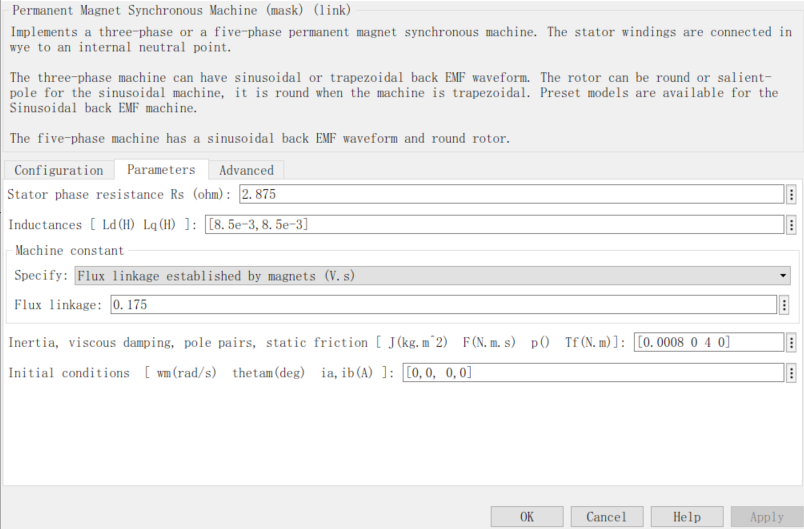 Permanent Magnet Synchronous Machine (mask) (link)
Implements a three-phase or a five-phase permanent magnet synchronous machine. The stator windings are connected in
wye to an internal neutral point.
The three-phase machine can have sinusoidal or trapezoidal back EMF waveform. The rotor can be round or salient-
pole for the sinusoidal machine, it is round when the machine is trapezoidal. Preset models are available for the
Sinusoidal back EMF machine.
The five-phase machine has a sinusoidal back EMF waveform and round rotor.
Configuration Parameters Advanced
Stator phase resistance Rs (ohm): 2.875
Inductances [ Ld(H) Lq(H) ]: [8.5e-3,8.5e-3]
Machine constant
Specify: Flux linkage established by magnets (V.s)
Flux linkage: 0.175
Inertia, viscous damping, pole pairs, static friction [ J(kg.m^2) F(N.m.s) p() Tf(N.m)]: [0.0008 0 4 0]
Initial conditions [ wm(rad/s) thetam(deg) ia,ib(A) ]: [0,0, 0,0]
OK Cancel Help Apply